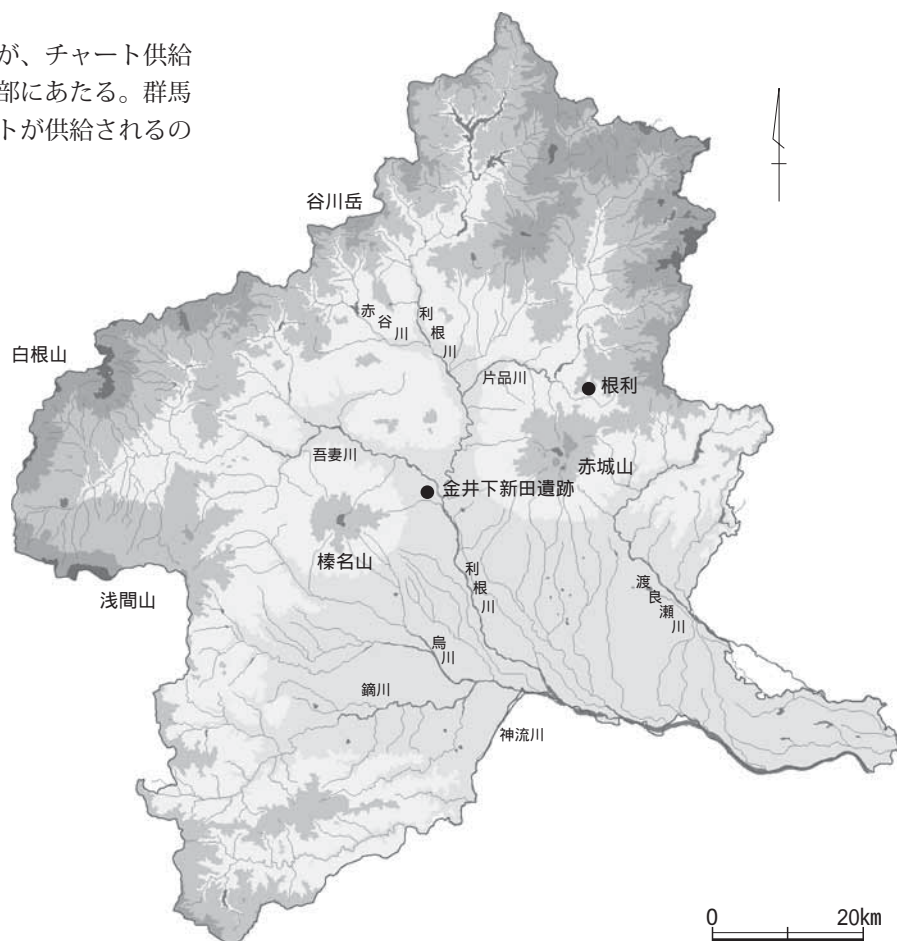 が、チャート供給
部にあたる。群馬
トが供給されるの
谷川岳
赤谷川
利根川
白根山
片品川
根利
吾妻川
赤城山
金井下新田遺跡
榛名山
利根川
渡良瀬川
浅間山
烏川
鏑川
神流川
0 20km